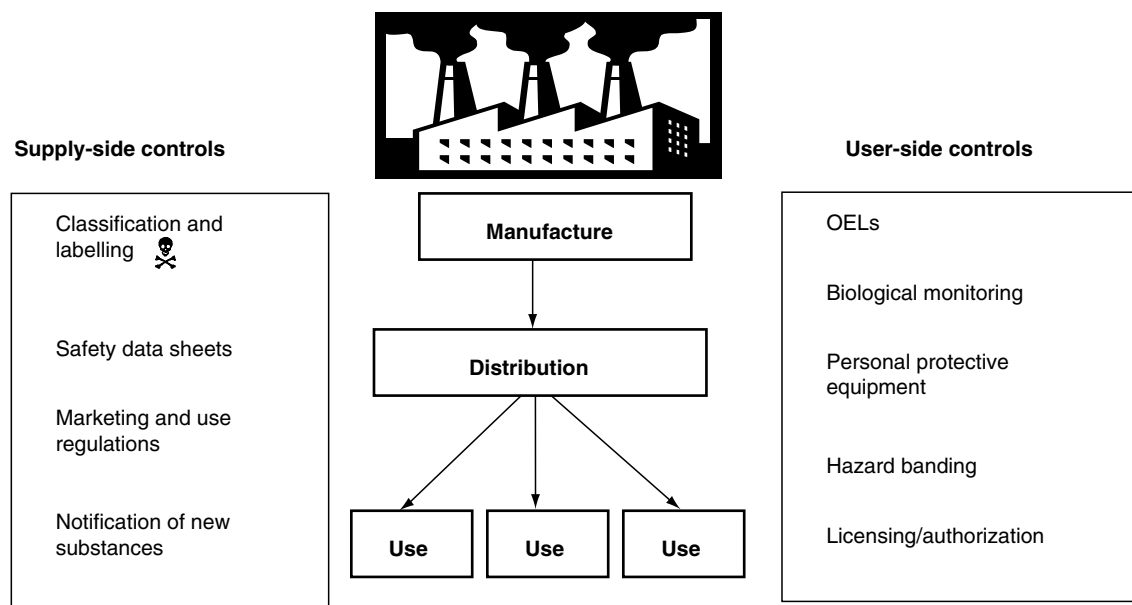 Supply-side controls
Classification and
labelling
Safety data sheets
Marketing and use
regulations
Notification of new
substances
Manufacture
Distribution
Use
Use
Use
User-side controls
OELs
Biological monitoring
Personal protective
equipment
Hazard banding
Licensing/authorization